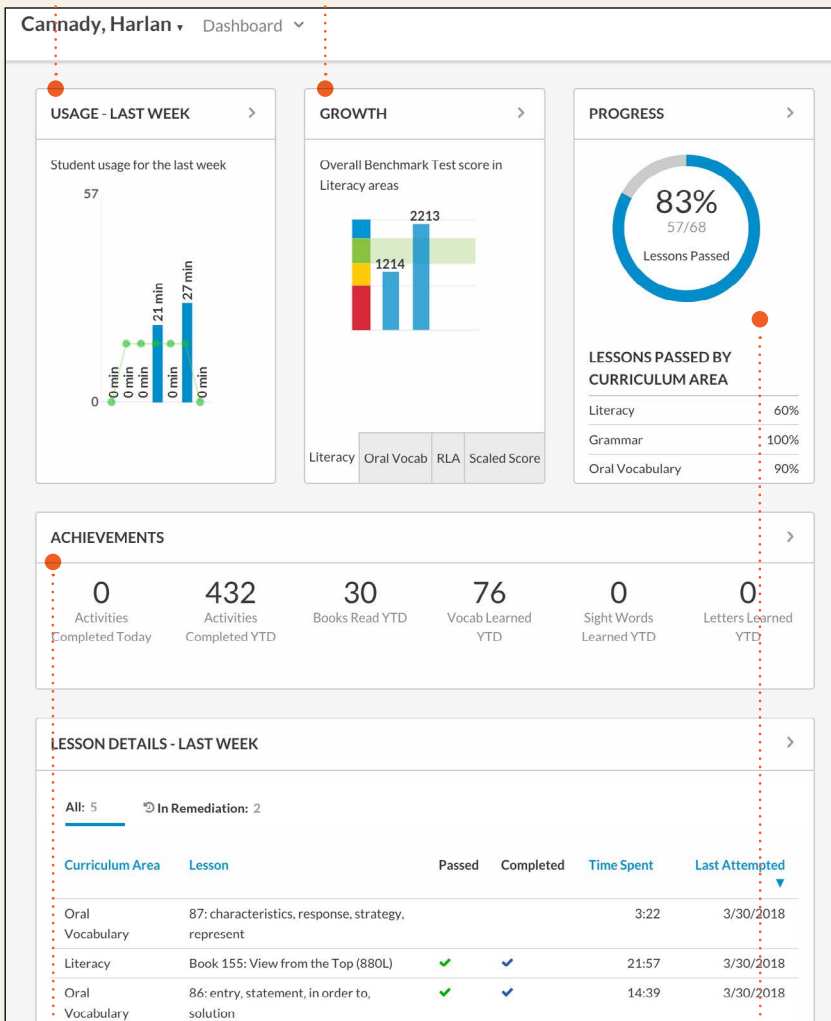 Cannady, Harlan ▾ Dashboard
USAGE - LAST WEEK
Student usage for the last week
57
0 min
0 min
0 min
21 min
0 min
27 min
0 min
0
GROWTH
Overall Benchmark Test score in
Literacy areas
2213
1214
Literacy Oral Vocab RLA Scaled Score
PROGRESS
83%
57/68
Lessons Passed
LESSONS PASSED BY
CURRICULUM AREA
Literacy 60%
Grammar 100%
Oral Vocabulary 90%
ACHIEVEMENTS
0 432 30 76 0 0
Activities Activities Books Read YTD Vocab Learned Sight Words Letters Learned
Completed Today Completed YTD YTD Learned YTD YTD
LESSON DETAILS - LAST WEEK
All: 5 In Remediation: 2
Curriculum Area Lesson Passed Completed Time Spent Last Attempted
▼
Oral 87: characteristics, response, strategy, 3:22 3/30/2018
Vocabulary represent
Literacy Book 155: View from the Top (880L) ✔ ✔ 21:57 3/30/2018
Oral 86: entry, statement, in order to, ✔ ✔ 14:39 3/30/2018
Vocabulary solution